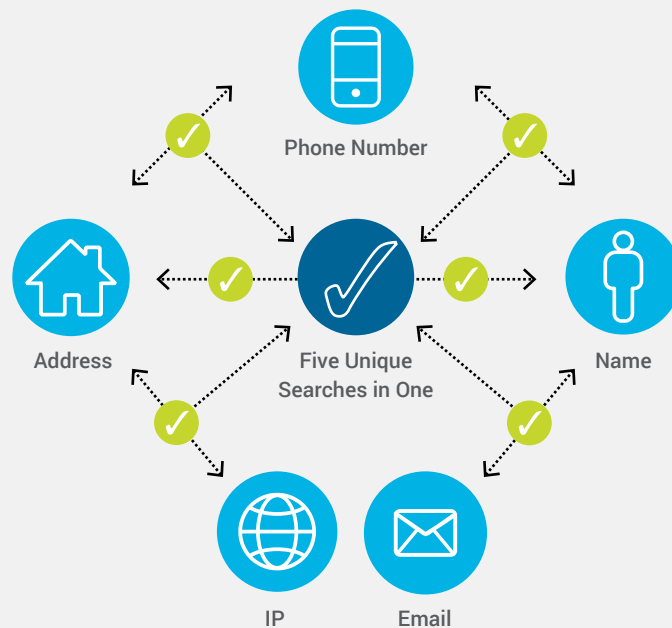 Phone Number
Address
Five Unique
Searches in One
Name
IP
Email